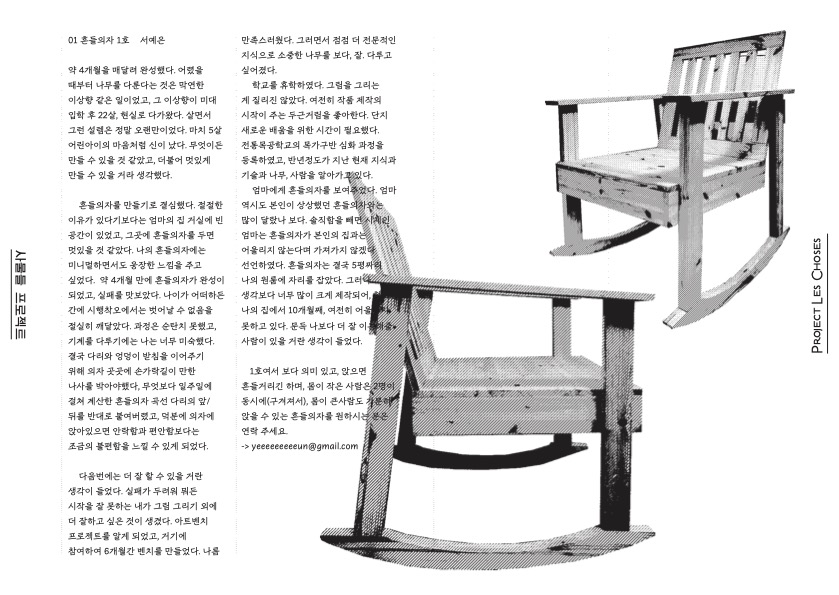 사물들 프로젝트
01 흔들의자 1호 서예은
약 4개월을 매달려 완성했다. 어렸을
때부터 나무를 다룬다는 것은 막연한
이상향 같은 일이었고, 그 이상향이 미대
입학 후 22살, 현실로 다가왔다. 살면서
그런 설렘은 정말 오랜만이었다. 마치 5살
어린아이의 마음처럼 신이 났다. 무엇이든
만들 수 있을 것 같았고, 더불어 멋있게
만들 수 있을 거라 생각했다.
흔들의자를 만들기로 결심했다. 절절한
이유가 있다기보다는 엄마의 집 거실에 빈
공간이 있었고, 그곳에 흔들의자를 두면
멋있을 것 같았다. 나의 흔들의자에는
미니멀하면서도 웅장한 느낌을 주고
싶었다. 약 4개월 만에 흔들의자가 완성이
되었고, 실패를 맛보았다. 나이가 어떠하든
간에 시행착오에서는 벗어날 수 없음을
절실히 깨달았다. 과정은 순탄치 못했고,
기계를 다루기에는 나는 너무 미숙했다.
결국 다리와 엉덩이 받침을 이어주기
위해 의자 곳곳에 손가락길이 만한
나사를 박아야했다, 무엇보다 일주일에
걸쳐 계산한 흔들의자 곡선 다리의 앞/
뒤를 반대로 붙여버렸고, 덕분에 의자에
앉아있으면 안락함과 편안함보다는
조금의 불편함을 느낄 수 있게 되었다.
다음번에는 더 잘 할 수 있을 거란
생각이 들었다. 실패가 두려워 뭐든
시작을 잘 못하는 내가 그림 그리기 외에
더 잘하고 싶은 것이 생겼다. 아트벤치
프로젝트를 알게 되었고, 거기에
참여하여 6개월간 벤치를 만들었다. 나름
만족스러웠다. 그러면서 점점 더 전문적인
지식으로 소중한 나무를 보다, 잘. 다루고
싶어졌다.
학교를 휴학하였다. 그림을 그리는
게 질리진 않았다. 여전히 작품 제작의
시작이 주는 두근거림을 좋아한다. 단지
새로운 배움을 위한 시간이 필요했다.
전통목공학교의 목가구반 심화 과정을
등록하였고, 반년정도가 지난 현재 지식과
기술과 나무, 사람을 알아가고 있다.
엄마에게 흔들의자를 보여주었다. 엄마
역시도 본인이 상상했던 흔들의자와는
많이 달랐나 보다. 솔직함을 빼면 시체인
엄마는 흔들의자가 본인의 집과는
어울리지 않는다며 가져가지 않겠다
선언하였다. 흔들의자는 결국 5평짜리
나의 원룸에 자리를 잡았다.
생각보다 너무 많이 크게 제작되어,
나의 집에서 10개월째, 여전히
못하고 있다. 문득 나보다 더 잘
사람이 있을 거란 생각이 들었다.
1호여서 보다 의미 있고, 앉으면
흔들거리긴 하며, 몸이 작은 사람은 2명이
동시에(구겨져서), 몸이 큰사람도 가뿐히
앉을 수 있는 흔들의자를 원하시는 분은
연락 주세요.
-> yeeeeeeeeeun@gmail.com
Project Les Choses